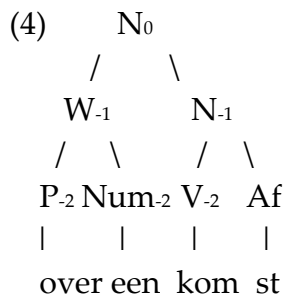 (4) N₀
/ \
W₋₁ N₋₁
/ \ / \
P₋₂ Num₋₂ V₋₂ Af
| | | |
over een kom st